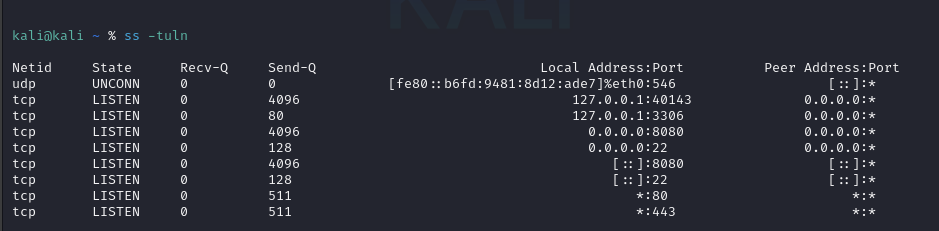 KALI
kali@kali ~ % ss -tuln
Netid State Recv-Q Send-Q Local Address:Port Peer Address:Port
udp UNCONN 0 0 [fe80::b6fd:9481:8d12:ade7]%eth0:546 [::]:*
tcp LISTEN 0 4096 127.0.0.1:40143 0.0.0.0:*
tcp LISTEN 0 80 127.0.0.1:3306 0.0.0.0:*
tcp LISTEN 0 4096 0.0.0.0:8080 0.0.0.0:*
tcp LISTEN 0 128 0.0.0.0:22 0.0.0.0:*
tcp LISTEN 0 4096 [::]:8080 [::]:*
tcp LISTEN 0 128 [::]:22 [::]:*
tcp LISTEN 0 511 *:80 *:*
tcp LISTEN 0 511 *:443 *:*